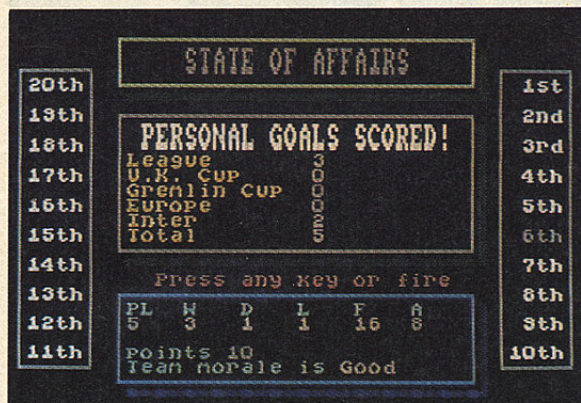 STATE OF AFFAIRS
20th
19th
18th
17th
16th
15th
14th
13th
12th
11th
PERSONAL GOALS SCORED!
League 3
U.K. Cup 0
Gremlin Cup 0
Europe 0
Inter 2
Total 5
Press any key or fire
PL W D L F A
5 3 1 1 16 8
Points 10
Team morale is Good
1st
2nd
3rd
4th
5th
6th
7th
8th
9th
10th